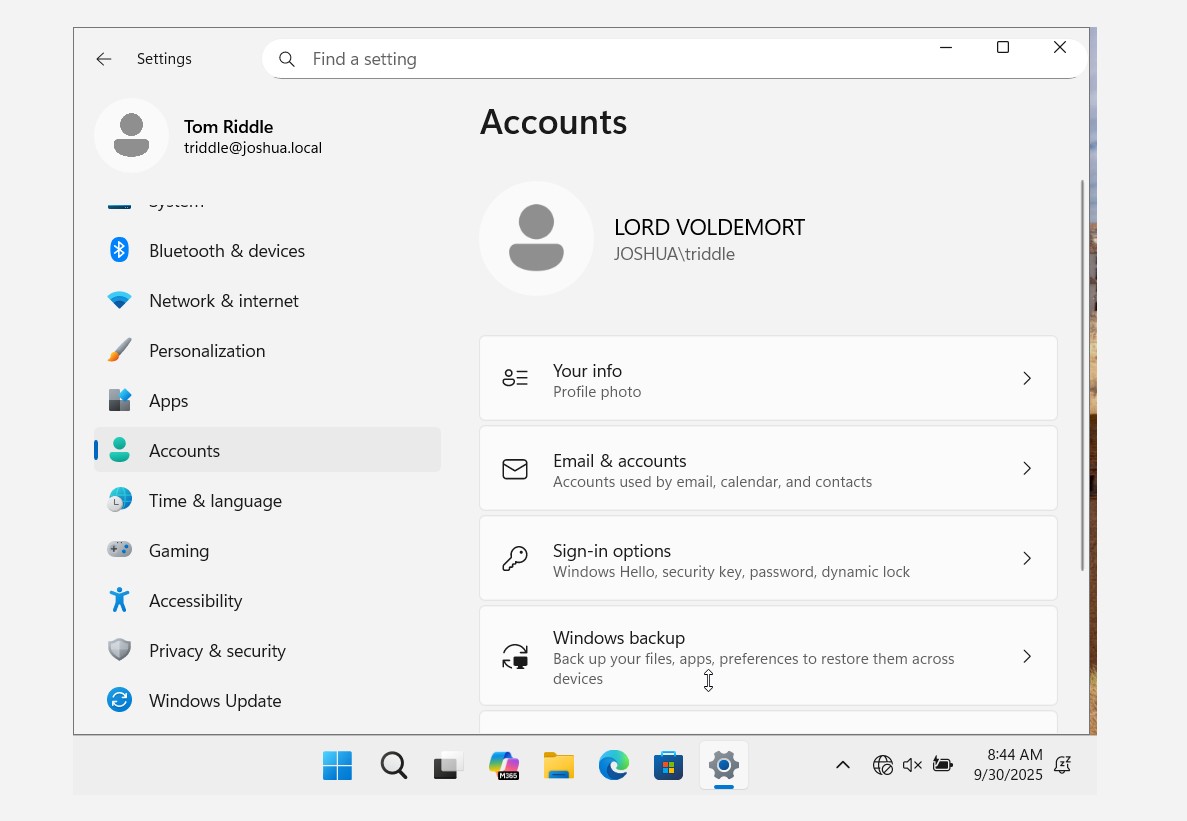 Settings
Find a setting
Tom Riddle
triddle@joshua.local
System
Bluetooth & devices
Network & internet
Personalization
Apps
Accounts
Time & language
Gaming
Accessibility
Privacy & security
Windows Update
Accounts
LORD VOLDEMORT
JOSHUA\triddle
Your info
Profile photo
Email & accounts
Accounts used by email, calendar, and contacts
Sign-in options
Windows Hello, security key, password, dynamic lock
Windows backup
Back up your files, apps, preferences to restore them across
devices
M365
8:44 AM
9/30/2025